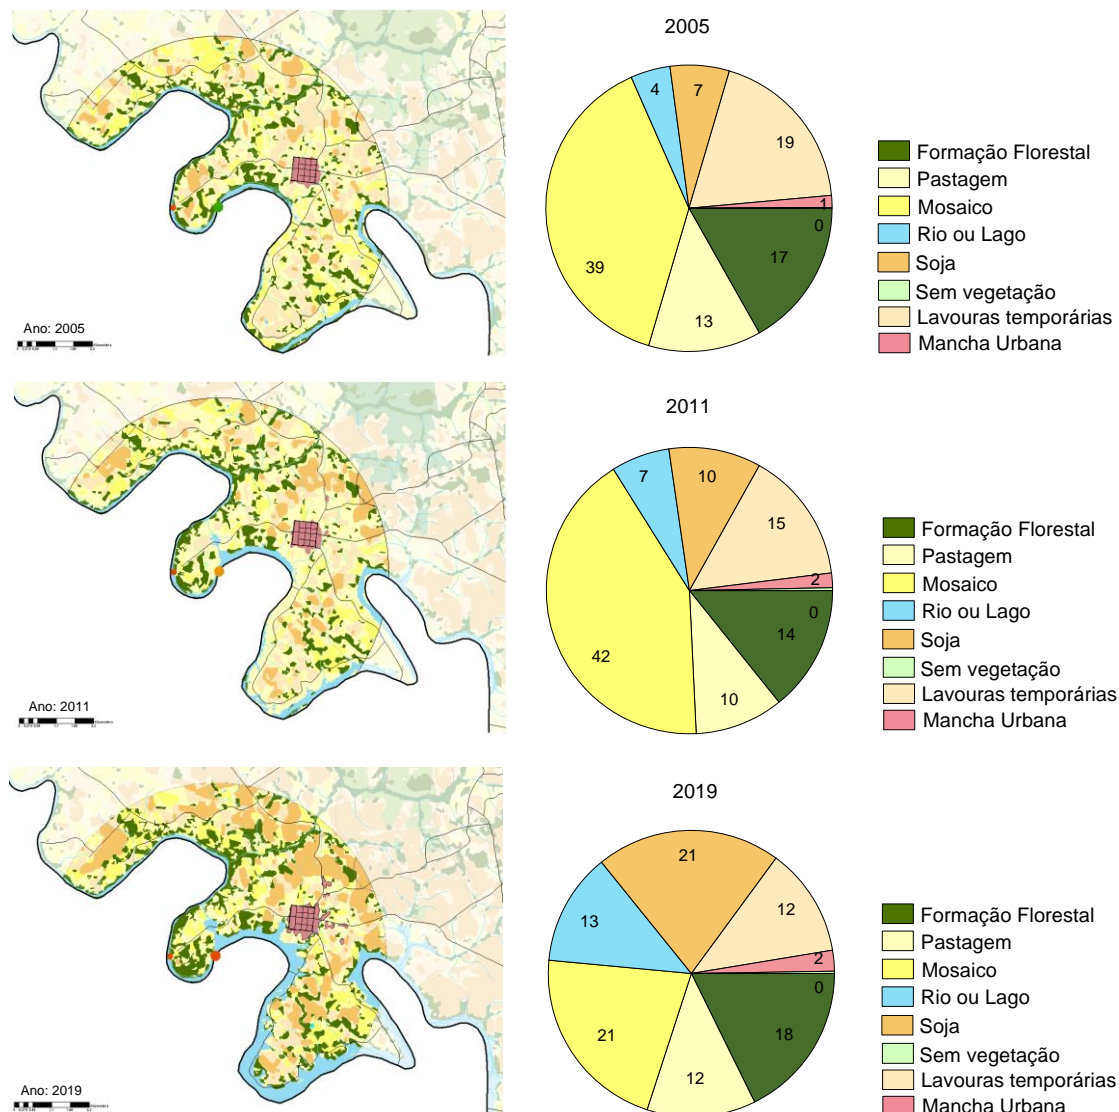 2005
4
7
19
1
0
17
13
39
Formação Florestal
Pastagem
Mosaico
Rio ou Lago
Soja
Sem vegetação
Lavouras temporárias
Mancha Urbana
Ano: 2005
2011
7
10
15
2
0
14
10
42
Formação Florestal
Pastagem
Mosaico
Rio ou Lago
Soja
Sem vegetação
Lavouras temporárias
Mancha Urbana
Ano: 2011
2019
21
12
2
0
18
12
21
13
Formação Florestal
Pastagem
Mosaico
Rio ou Lago
Soja
Sem vegetação
Lavouras temporárias
Mancha Urbana
Ano: 2019